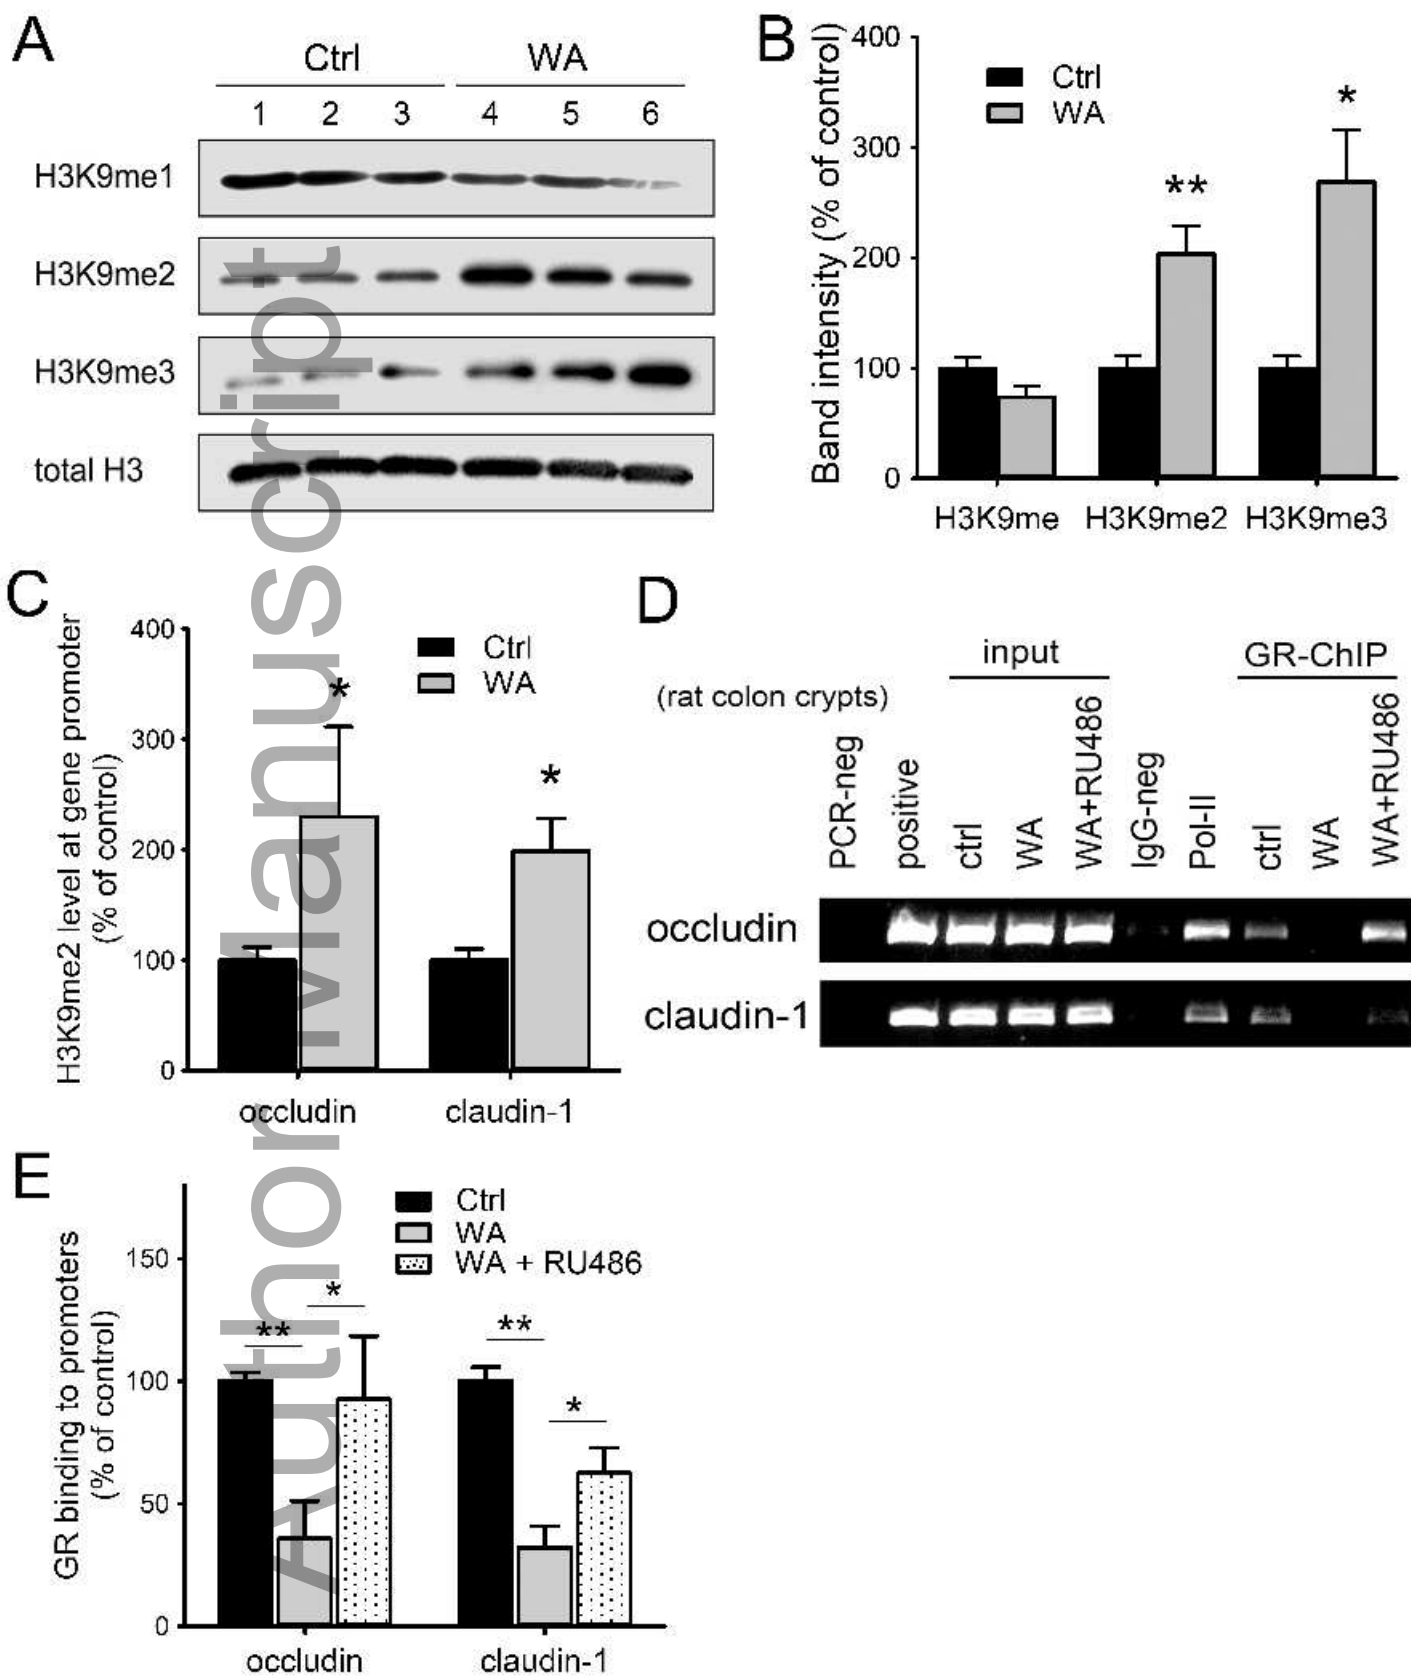 A
Ctrl WA
1 2 3 4 5 6
H3K9me1
H3K9me2
H3K9me3
total H3
B
Band intensity (% of control)
400
300
200
100
0
Ctrl
WA
**
*
H3K9me H3K9me2 H3K9me3
C
H3K9me2 level at gene promoter
(% of control)
400
300
200
100
0
Ctrl
WA
*
*
occludin claudin-1
D
input GR-ChIP
(rat colon crypts)
PCR-neg
positive
ctrl
WA
WA+RU486
IgG-neg
Pol-II
ctrl
WA
WA+RU486
occludin
claudin-1
E
GR binding to promoters
(% of control)
150
100
50
0
Ctrl
WA
WA + RU486
**
*
**
*
occludin claudin-1
Author Manuscript